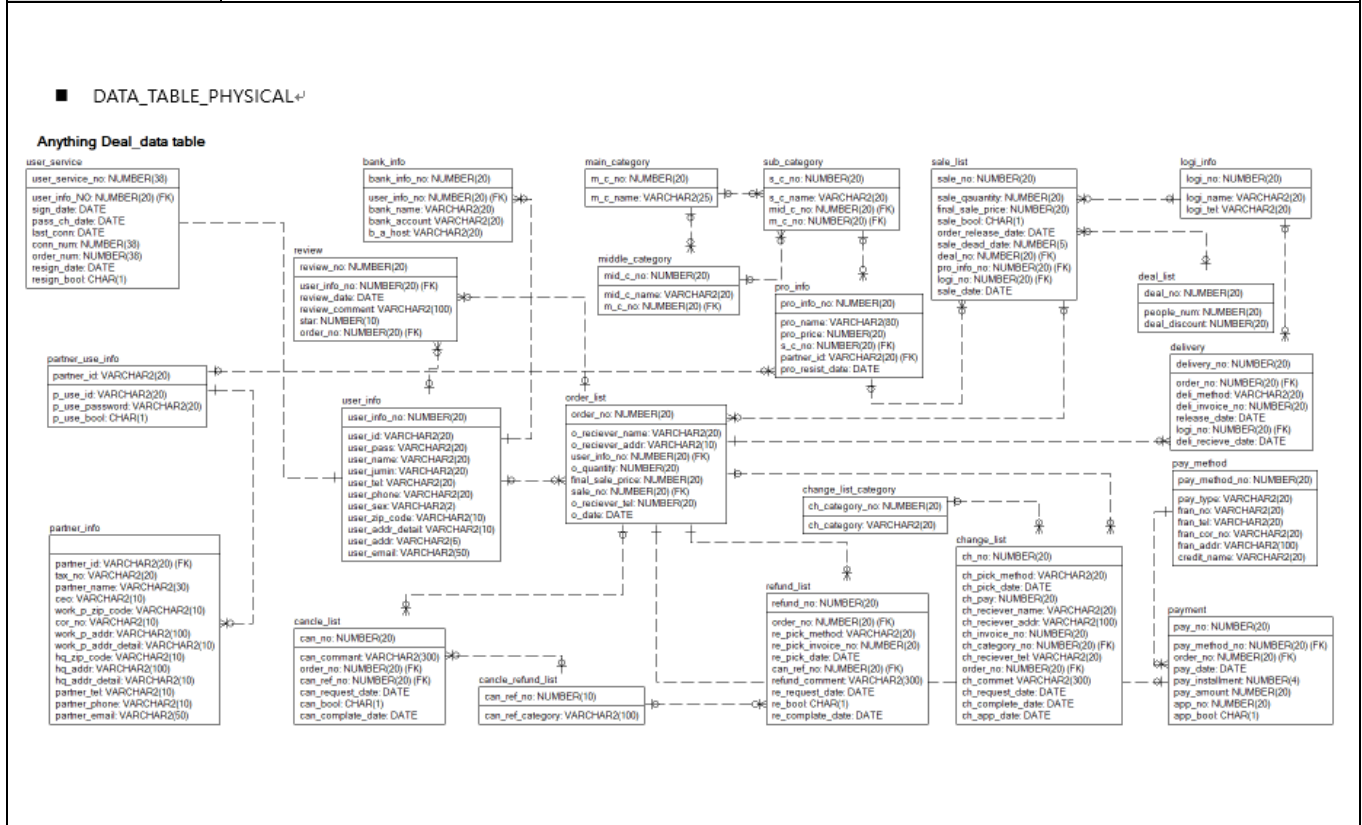 ■ DATA_TABLE_PHYSICAL↵
Anything Deal_data table
user_service
user_service_no: NUMBER(38)
user_info_NO: NUMBER(20) (FK)
sign_date: DATE
pass_ch_date: DATE
last_conn: DATE
conn_num: NUMBER(38)
order_num: NUMBER(38)
resign_date: DATE
resign_bool: CHAR(1)
bank_info
bank_info_no: NUMBER(20)
user_info_no: NUMBER(20) (FK)
bank_name: VARCHAR2(20)
bank_account: VARCHAR2(20)
b_a_host: VARCHAR2(20)
main_category
m_c_no: NUMBER(20)
m_c_name: VARCHAR2(25)
sub_category
s_c_no: NUMBER(20)
s_c_name: VARCHAR2(20)
mid_c_no: NUMBER(20) (FK)
m_c_no: NUMBER(20) (FK)
sale_list
sale_no: NUMBER(20)
sale_qauantity: NUMBER(20)
final_sale_price: NUMBER(20)
sale_bool: CHAR(1)
order_release_date: DATE
sale_dead_date: NUMBER(5)
deal_no: NUMBER(20) (FK)
pro_info_no: NUMBER(20) (FK)
logi_no: NUMBER(20) (FK)
sale_date: DATE
logi_info
logi_no: NUMBER(20)
logi_name: VARCHAR2(20)
logi_tel: VARCHAR2(20)
review
review_no: NUMBER(20)
user_info_no: NUMBER(20) (FK)
review_date: DATE
review_comment: VARCHAR2(100)
star: NUMBER(10)
order_no: NUMBER(20) (FK)
middle_category
mid_c_no: NUMBER(20)
mid_c_name: VARCHAR2(20)
m_c_no: NUMBER(20) (FK)
pro_info
pro_info_no: NUMBER(20)
pro_name: VARCHAR2(80)
pro_price: NUMBER(20)
s_c_no: NUMBER(20) (FK)
partner_id: VARCHAR2(20) (FK)
pro_resist_date: DATE
deal_list
deal_no: NUMBER(20)
people_num: NUMBER(20)
deal_discount: NUMBER(20)
partner_use_info
partner_id: VARCHAR2(20)
p_use_id: VARCHAR2(20)
p_use_password: VARCHAR2(20)
p_use_bool: CHAR(1)
user_info
user_info_no: NUMBER(20)
user_id: VARCHAR2(20)
user_pass: VARCHAR2(20)
user_name: VARCHAR2(20)
user_jumin: VARCHAR2(20)
user_tel: VARCHAR2(20)
user_phone: VARCHAR2(20)
user_sex: VARCHAR2(2)
user_zip_code: VARCHAR2(10)
user_addr_detail: VARCHAR2(10)
user_addr: VARCHAR2(6)
user_email: VARCHAR2(50)
order_list
order_no: NUMBER(20)
o_reciever_name: VARCHAR2(20)
o_reciever_addr: VARCHAR2(10)
user_info_no: NUMBER(20) (FK)
o_quantity: NUMBER(20)
final_sale_price: NUMBER(20)
sale_no: NUMBER(20) (FK)
o_reciever_tel: NUMBER(20)
o_date: DATE
delivery
delivery_no: NUMBER(20)
order_no: NUMBER(20) (FK)
deli_method: VARCHAR2(20)
deli_invoice_no: NUMBER(20)
release_date: DATE
logi_no: NUMBER(20) (FK)
deli_recieve_date: DATE
pay_method
pay_method_no: NUMBER(20)
pay_type: VARCHAR2(20)
fran_no: VARCHAR2(20)
fran_tel: VARCHAR2(20)
fran_cor_no: VARCHAR2(20)
fran_addr: VARCHAR2(100)
credit_name: VARCHAR2(20)
change_list_category
ch_category_no: NUMBER(20)
ch_category: VARCHAR2(20)
partner_info
partner_id: VARCHAR2(20) (FK)
tax_no: VARCHAR2(20)
partner_name: VARCHAR2(30)
ceo: VARCHAR2(10)
work_p_zip_code: VARCHAR2(10)
cor_no: VARCHAR2(10)
work_p_addr: VARCHAR2(100)
work_p_addr_detail: VARCHAR2(10)
hq_zip_code: VARCHAR2(10)
hq_addr: VARCHAR2(100)
hq_addr_detail: VARCHAR2(10)
partner_tel: VARCHAR2(10)
partner_phone: VARCHAR2(10)
partner_email: VARCHAR2(50)
cancle_list
can_no: NUMBER(20)
can_commant: VARCHAR2(300)
order_no: NUMBER(20) (FK)
can_ref_no: NUMBER(20) (FK)
can_request_date: DATE
can_bool: CHAR(1)
can_complate_date: DATE
cancle_refund_list
can_ref_no: NUMBER(10)
can_ref_category: VARCHAR2(100)
refund_list
refund_no: NUMBER(20)
order_no: NUMBER(20) (FK)
re_pick_method: VARCHAR2(20)
re_pick_invoice_no: NUMBER(20)
re_pick_date: DATE
can_ref_no: NUMBER(20) (FK)
refund_comment: VARCHAR2(300)
re_request_date: DATE
re_bool: CHAR(1)
re_complate_date: DATE
change_list
ch_no: NUMBER(20)
ch_pick_method: VARCHAR2(20)
ch_pick_date: DATE
ch_pay: NUMBER(20)
ch_reciever_name: VARCHAR2(20)
ch_reciever_addr: VARCHAR2(100)
ch_invoice_no: NUMBER(20)
ch_category_no: NUMBER(20) (FK)
ch_reciever_tel: VARCHAR2(20)
order_no: NUMBER(20) (FK)
ch_commet: VARCHAR2(300)
ch_request_date: DATE
ch_complete_date: DATE
ch_app_date: DATE
payment
pay_no: NUMBER(20)
pay_method_no: NUMBER(20) (FK)
order_no: NUMBER(20) (FK)
pay_date: DATE
pay_installment: NUMBER(4)
pay_amount: NUMBER(20)
app_no: NUMBER(20)
app_bool: CHAR(1)